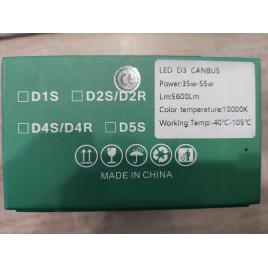 LED D3 CANBUS
Power:35w-55w
Lm:5600Lm
Color temperature:10000K
Working Temp:-40℃-105℃
D1S D2S/D2R
D4S/D4R D5S
MADE IN CHINA